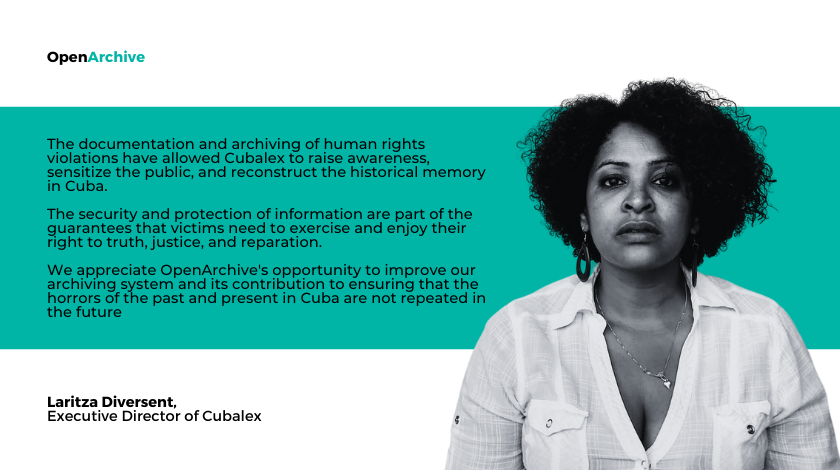 OpenArchive
The documentation and archiving of human rights
violations have allowed Cubalex to raise awareness,
sensitize the public, and reconstruct the historical memory
in Cuba.
The security and protection of information are part of the
guarantees that victims need to exercise and enjoy their
right to truth, justice, and reparation.
We appreciate OpenArchive's opportunity to improve our
archiving system and its contribution to ensuring that the
horrors of the past and present in Cuba are not repeated in
the future
Laritza Diversent,
Executive Director of Cubalex